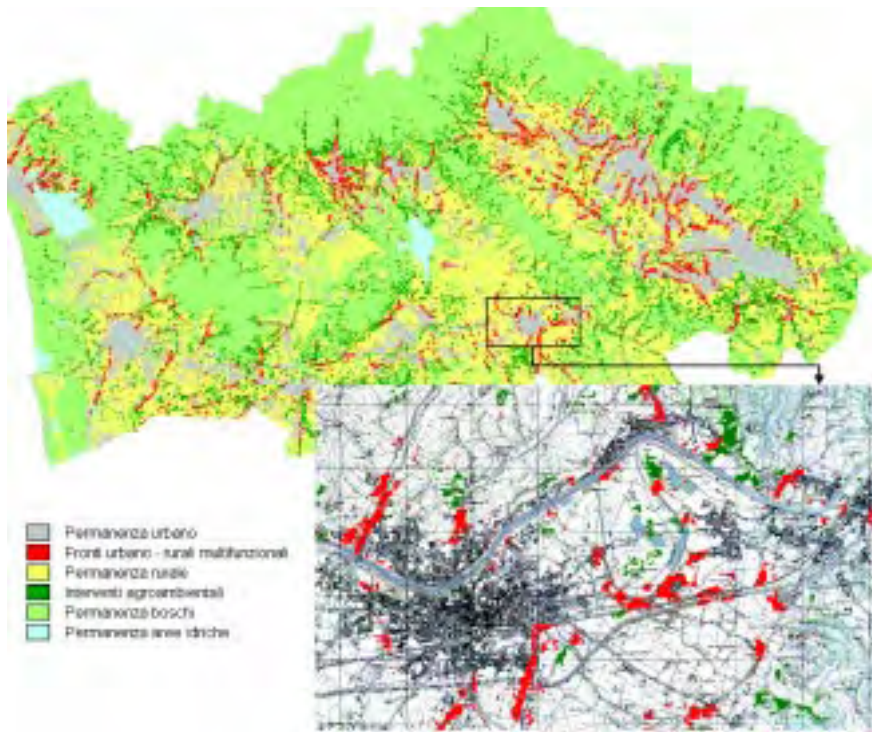 Permanenza urbano
Fronti urbano - rurali multifunzionali
Permanenza rurale
Interventi agroambientali
Permanenza boschi
Permanenza aree idriche